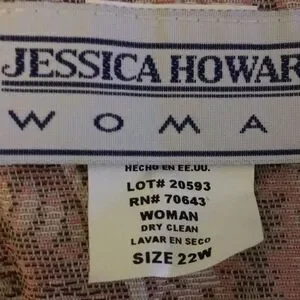 JESSICA HOWAR
WOMA
HECHO EN EE.UU.
LOT# 20593
RN# 70643
WOMAN
DRY CLEAN
LAVAR EN SECO
SIZE 22W